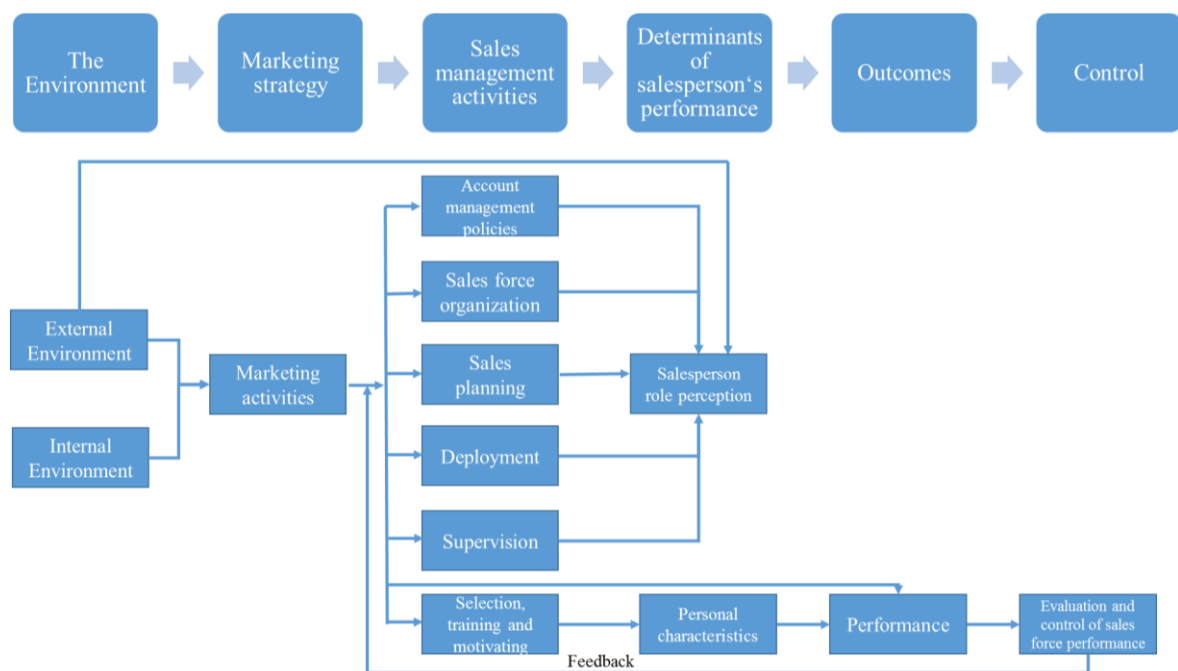 The
Environment
Marketing
strategy
Sales
management
activities
Determinants
of
salesperson‘s
performance
Outcomes
Control
Account
management
policies
Sales force
organization
External
Environment
Sales
planning
Salesperson
role perception
Marketing
activities
Internal
Environment
Deployment
Supervision
Selection,
training and
motivating
Personal
characteristics
Performance
Evaluation and
control of sales
force performance
Feedback